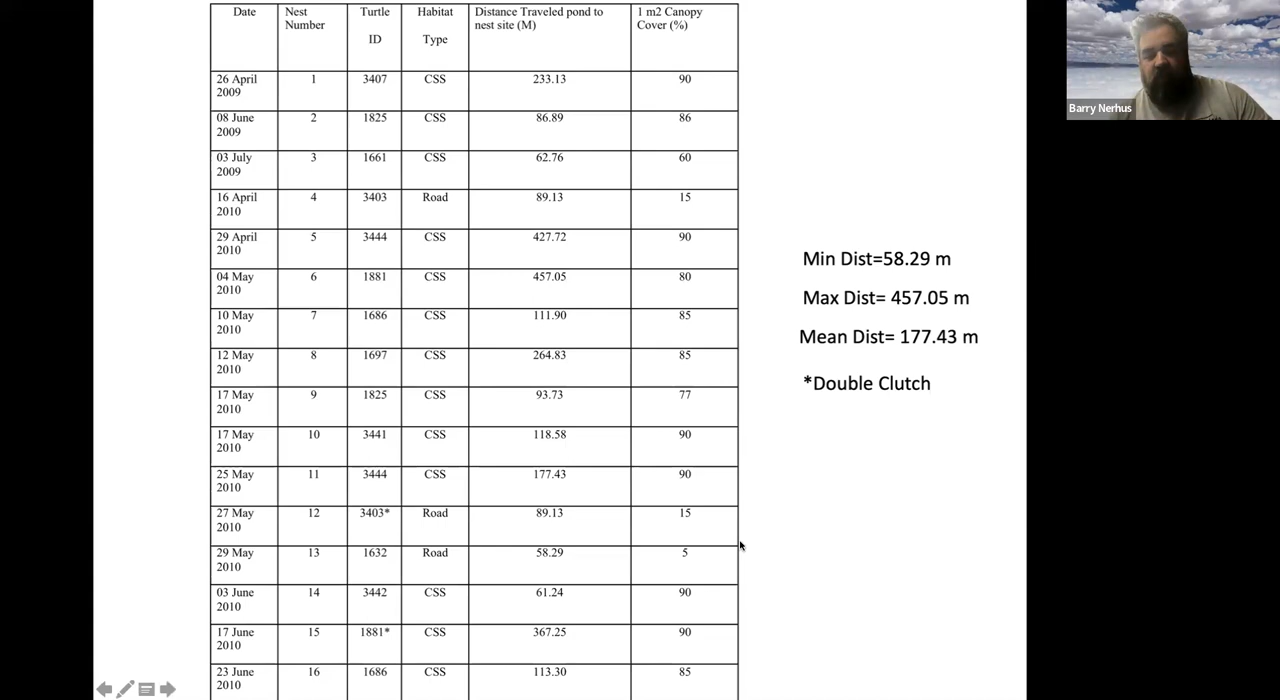 Date Nest Turtle Habitat Distance Traveled pond to 1 m2 Canopy
Number ID Type nest site (M) Cover (%)
26 April 1 3407 CSS 233.13 90
2009
08 June 2 1825 CSS 86.89 86
2009
03 July 3 1661 CSS 62.76 60
2009
16 April 4 3403 Road 89.13 15
2010
29 April 5 3444 CSS 427.72 90
2010
04 May 6 1881 CSS 457.05 80
2010
10 May 7 1686 CSS 111.90 85
2010
12 May 8 1697 CSS 264.83 85
2010
17 May 9 1825 CSS 93.73 77
2010
17 May 10 3441 CSS 118.58 90
2010
25 May 11 3444 CSS 177.43 90
2010
27 May 12 3403* Road 89.13 15
2010
29 May 13 1632 Road 58.29 5
2010
03 June 14 3442 CSS 61.24 90
2010
17 June 15 1881* CSS 367.25 90
2010
23 June 16 1686 CSS 113.30 85
2010
Min Dist=58.29 m
Max Dist= 457.05 m
Mean Dist= 177.43 m
*Double Clutch
Barry Nerhus